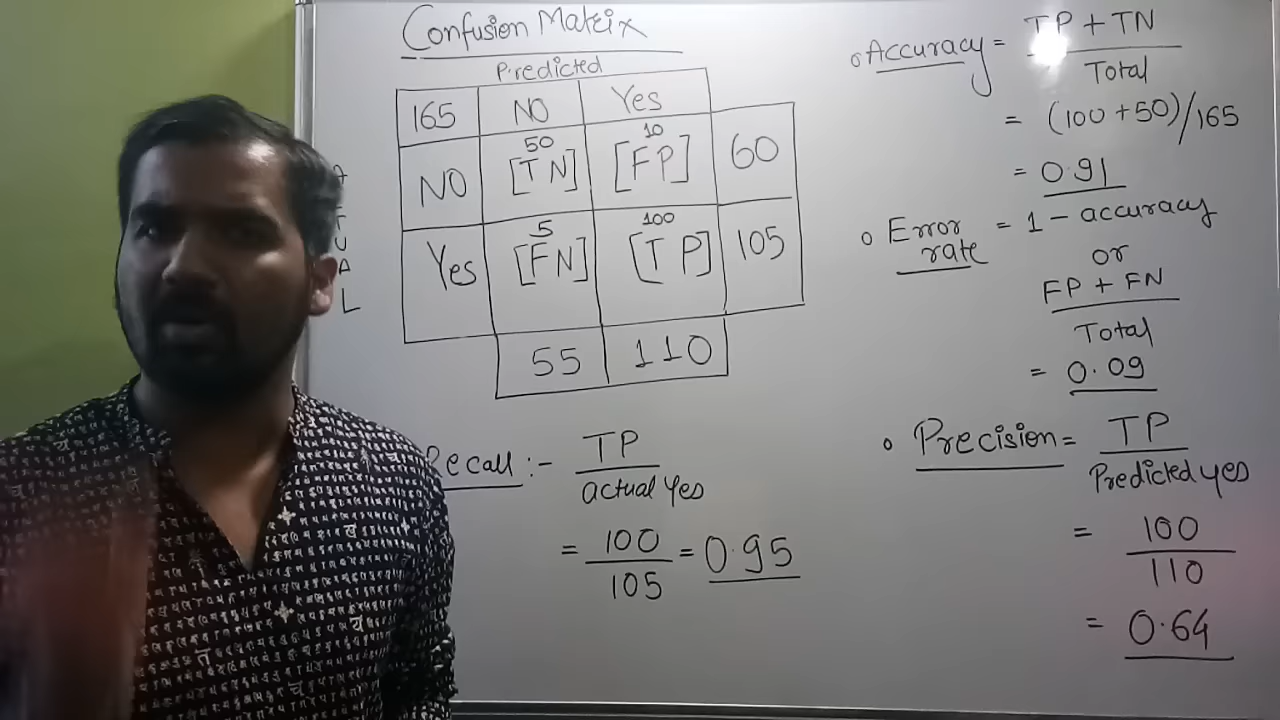 Confusion Matrix
Predicted
165 NO Yes
50 10
NO [TN] [FP] 60
5 100
Yes [FN] [TP] 105
55 110
Recall :- TP
actual Yes
= 100 = 0.95
105
Accuracy = TP + TN
Total
= (100 + 50)/165
= 0.91
Error rate = 1 - accuracy
or
FP + FN
Total
= 0.09
Precision = TP
Predicted yes
= 100
110
= 0.64